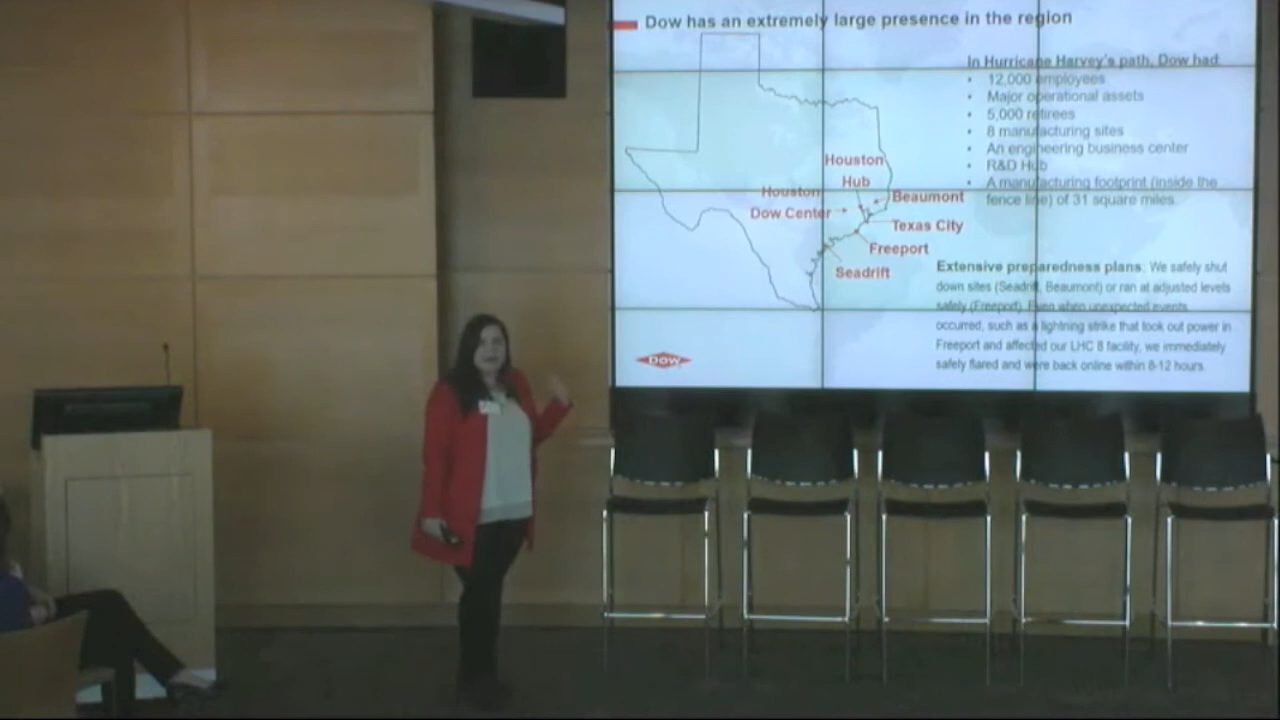 Dow has an extremely large presence in the region
In Hurricane Harvey's path, Dow had:
• 12,000 employees
• Major operational assets
• 5,000 retirees
• 8 manufacturing sites
• An engineering business center
• R&D Hub
• A manufacturing footprint (inside the
fence line) of 31 square miles.
Houston
Hub
Houston
Dow Center
Beaumont
Texas City
Freeport
Seadrift
Extensive preparedness plans: We safely shut
down sites (Seadrift, Beaumont) or ran at adjusted levels
safely (Freeport). Even when unexpected events
occurred, such as a lightning strike that took out power in
Freeport and affected our LHC 8 facility, we immediately
safely flared and were back online within 8-12 hours.
Dow